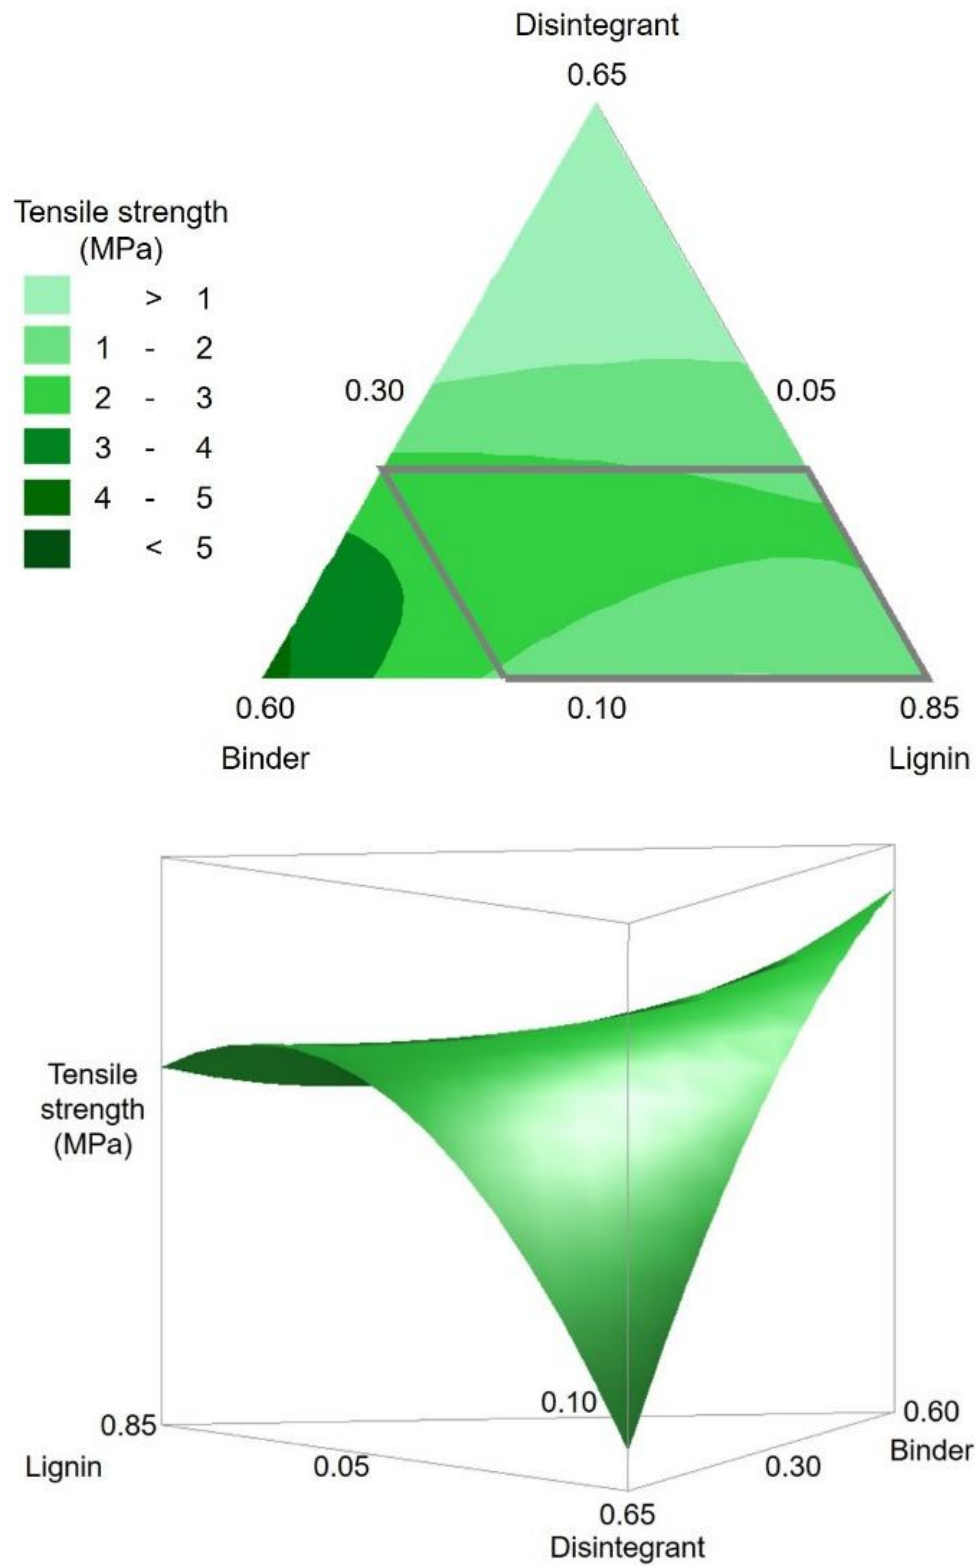 Disintegrant
0.65
Tensile strength
(MPa)
> 1
1 - 2
2 - 3
3 - 4
4 - 5
< 5
0.30
0.05
0.60
0.10
0.85
Binder
Lignin
Tensile
strength
(MPa)
0.85
Lignin
0.05
0.10
0.60
Binder
0.30
0.65
Disintegrant